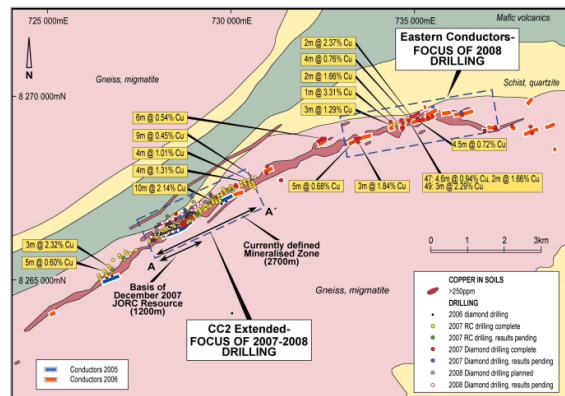 725 000mE
730 000mE
735 000mE
Mafic volcanics
N
Gneiss, migmatite
2m @ 2.37% Cu
4m @ 0.76% Cu
2m @ 1.66% Cu
1m @ 3.31% Cu
3m @ 1.29% Cu
Eastern Conductors-
FOCUS OF 2008
DRILLING
Schist, quartzite
8 270 000mN
6m @ 0.54% Cu
9m @ 0.45% Cu
4m @ 1.01% Cu
4m @ 1.31% Cu
10m @ 2.14% Cu
4.5m @ 0.72% Cu
5m @ 0.68% Cu
3m @ 1.84% Cu
47: 4.6m @ 0.94% Cu, 2m @ 1.66%
49: 3m @ 2.29% Cu
A´
3m @ 2.32% Cu
5m @ 0.60% Cu
A
Currently defined
Mineralised Zone
(2700m)
0 1 2 3km
8 265 000mN
Basis of
December 2007
JORC Resource
(1200m)
Gneiss, migmatite
CC2 Extended-
FOCUS OF 2007-2008
DRILLING
COPPER IN SOILS
>250ppm
DRILLING
2006 diamond drilling
2007 RC drilling complete
2007 RC drilling, results pending
2007 Diamond drilling complete
2007 Diamond drilling, results pending
2008 Diamond drilling planned
2008 Diamond drilling, results pending
Conductors 2005
Conductors 2006